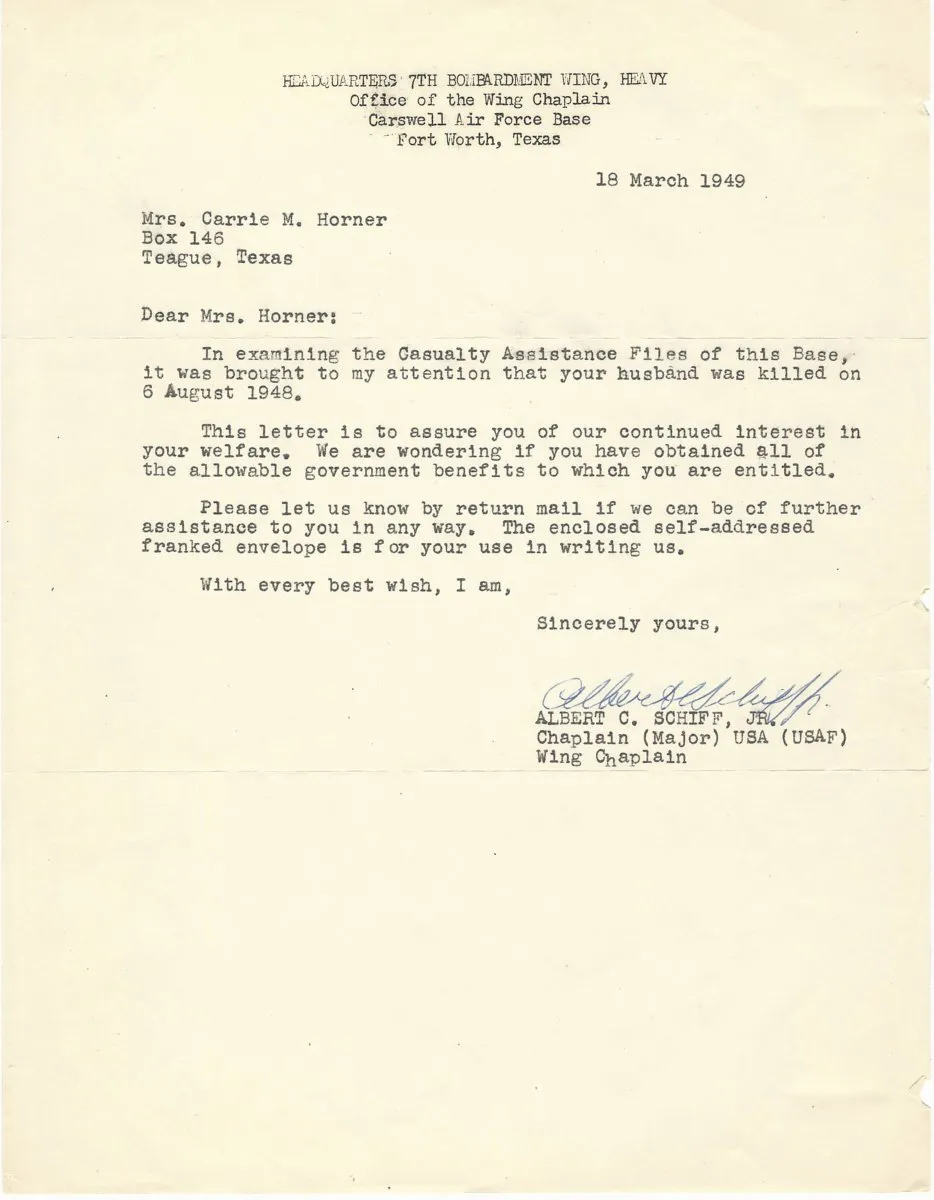 HEADQUARTERS 7TH BOMBARDMENT WING, HEAVY
Office of the Wing Chaplain
Carswell Air Force Base
Fort Worth, Texas
18 March 1949
Mrs. Carrie M. Horner
Box 146
Teague, Texas
Dear Mrs. Horner:
In examining the Casualty Assistance Files of this Base,
it was brought to my attention that your husband was killed on
6 August 1948.
This letter is to assure you of our continued interest in
your welfare. We are wondering if you have obtained all of
the allowable government benefits to which you are entitled.
Please let us know by return mail if we can be of further
assistance to you in any way. The enclosed self-addressed
franked envelope is for your use in writing us.
With every best wish, I am,
Sincerely yours,
Albert C Schiff Jr.
ALBERT C. SCHIFF, JR.
Chaplain (Major) USA (USAF)
Wing Chaplain